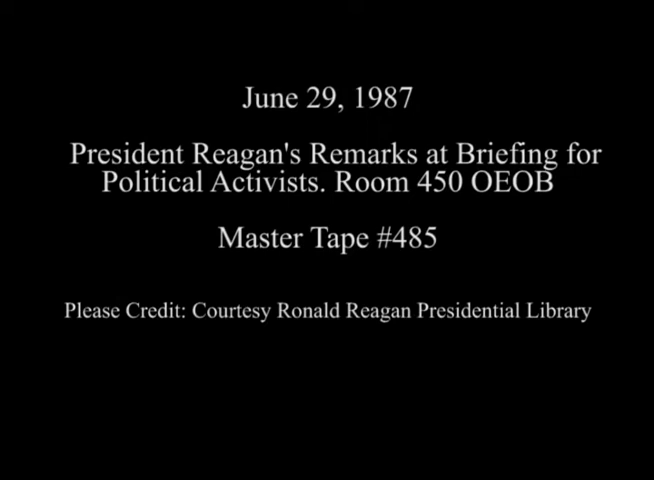 June 29, 1987
President Reagan's Remarks at Briefing for
Political Activists. Room 450 OEOB
Master Tape #485
Please Credit: Courtesy Ronald Reagan Presidential Library